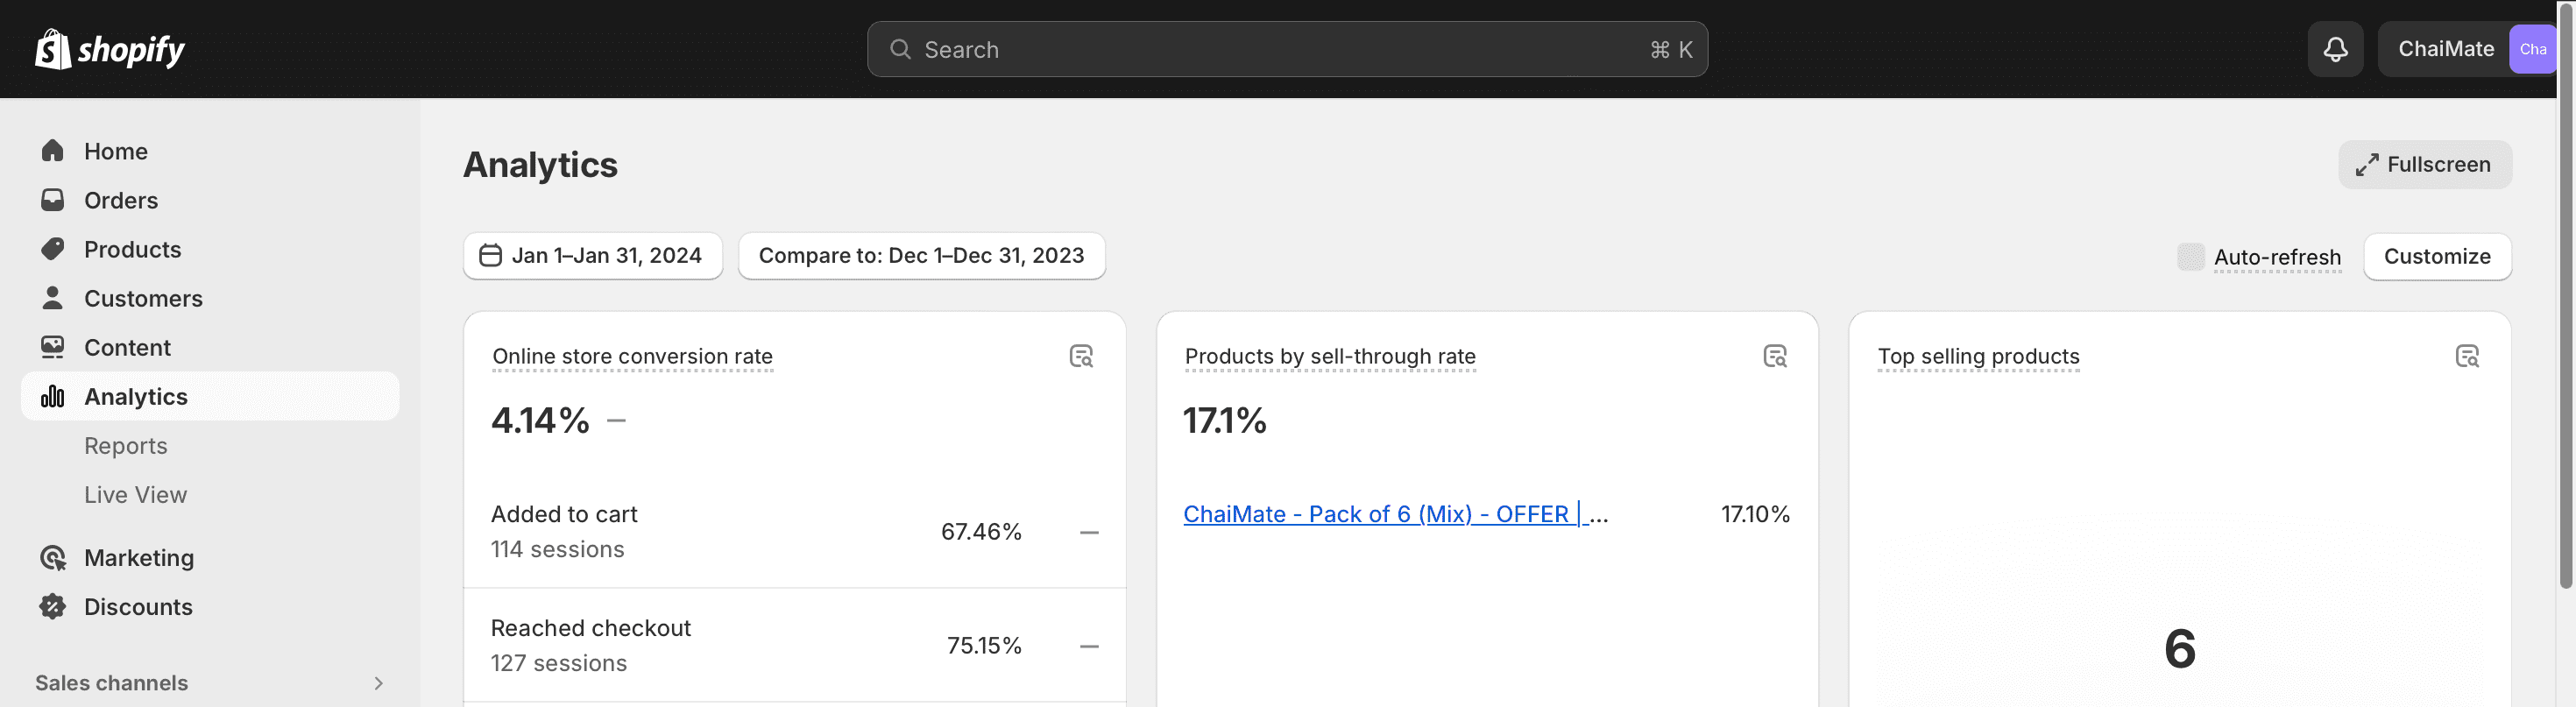 shopify
Search
⌘ K
ChaiMate
Cha
Home
Orders
Products
Customers
Content
Analytics
Reports
Live View
Marketing
Discounts
Sales channels
Analytics
Fullscreen
Jan 1–Jan 31, 2024
Compare to: Dec 1–Dec 31, 2023
Auto-refresh
Customize
Online store conversion rate
4.14% —
Added to cart
114 sessions
67.46% —
Reached checkout
127 sessions
75.15% —
Products by sell-through rate
17.1%
ChaiMate - Pack of 6 (Mix) - OFFER | ...
17.10%
Top selling products
6